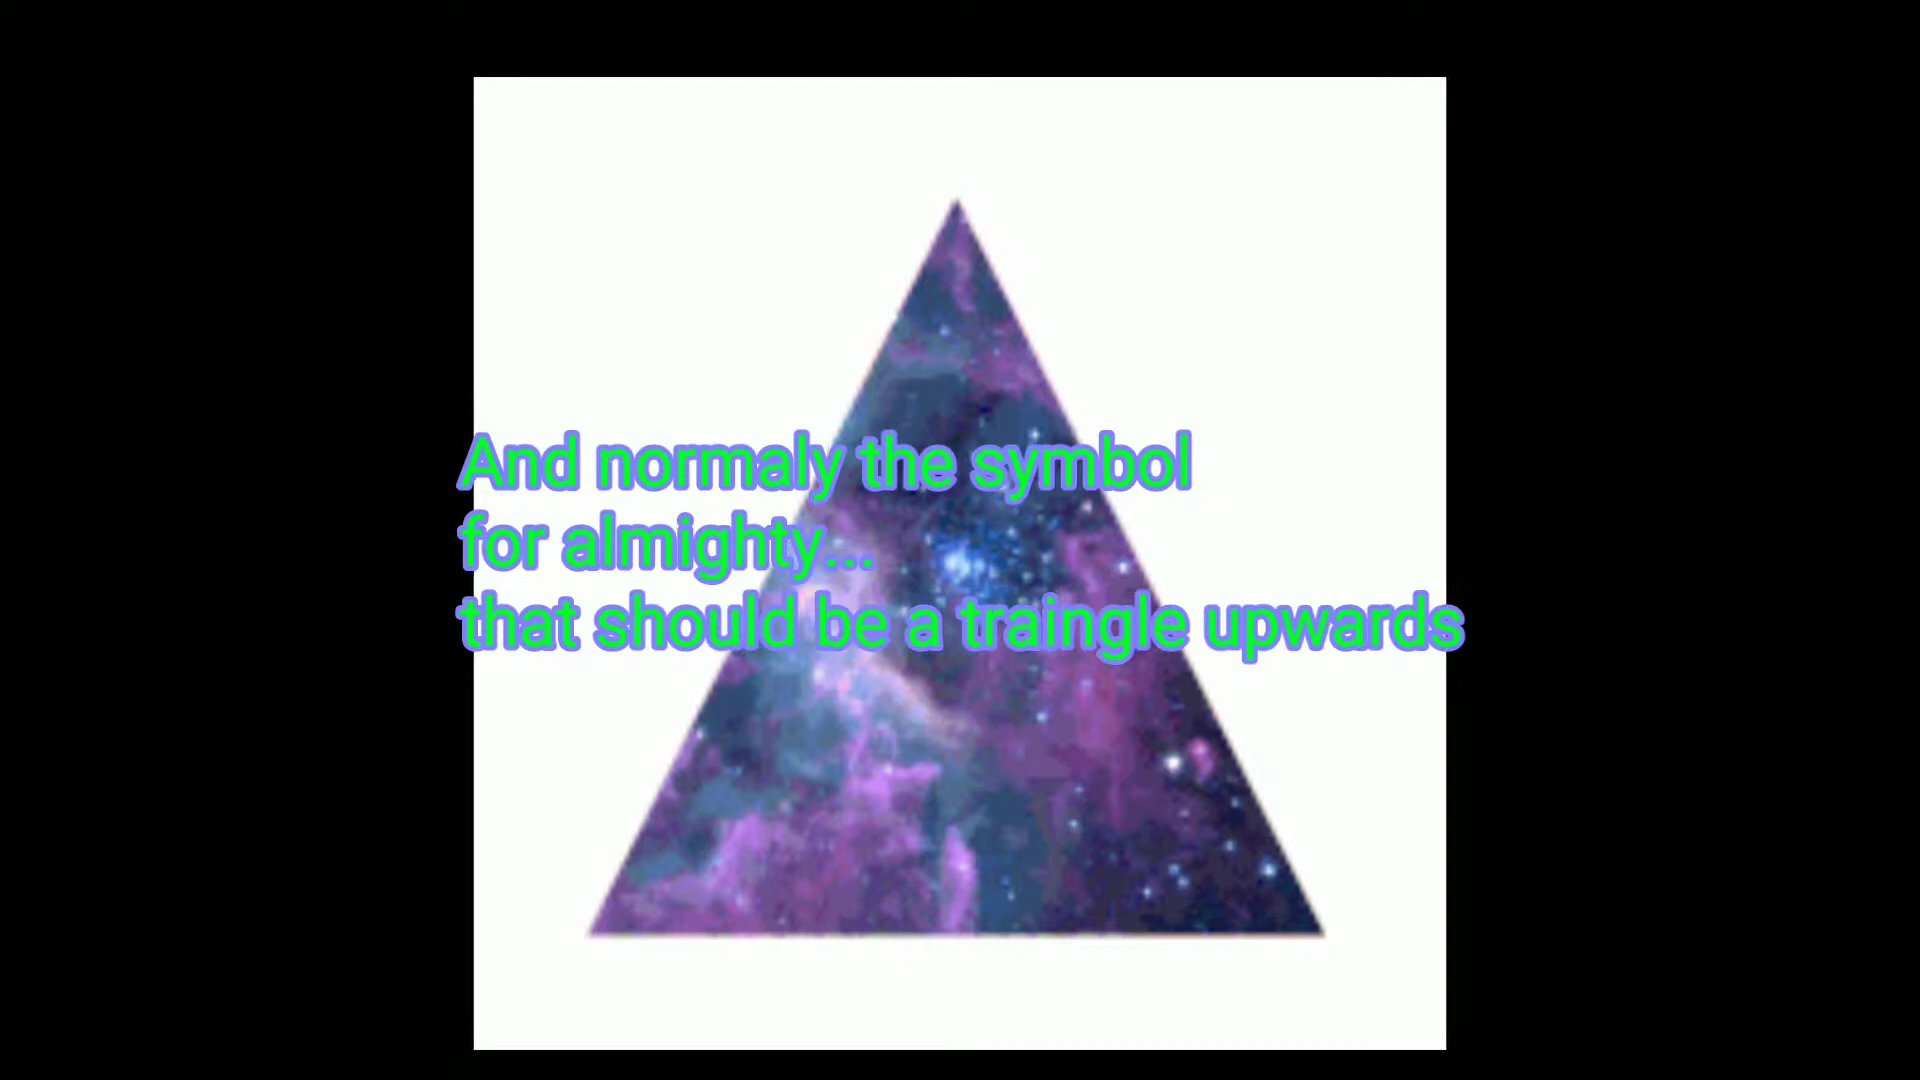 And normaly the symbol
for almighty...
that should be a traingle upwards